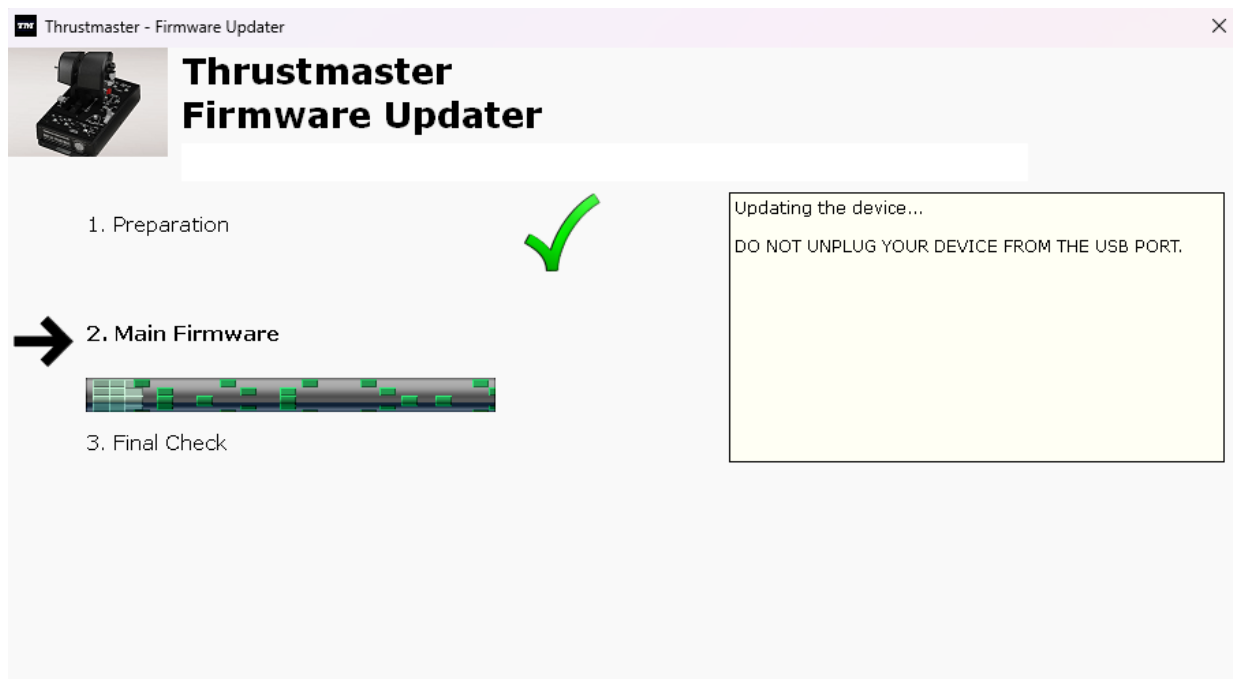 TM Thrustmaster - Firmware Updater
Thrustmaster
Firmware Updater
1. Preparation
2. Main Firmware
3. Final Check
Updating the device...
DO NOT UNPLUG YOUR DEVICE FROM THE USB PORT.